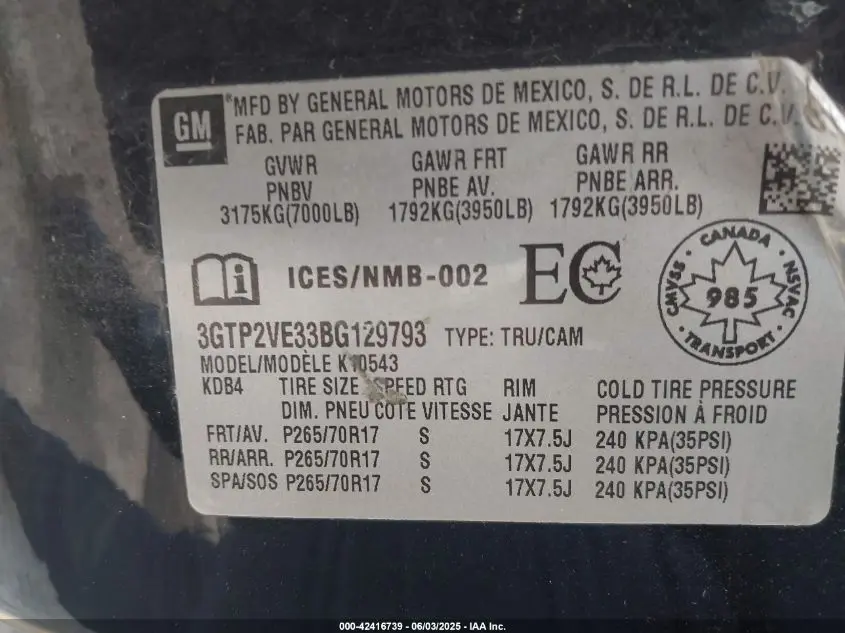 GM
*MFD BY GENERAL MOTORS DE MEXICO, S. DE R.L. DE C.V.
FAB. PAR GENERAL MOTORS DE MEXICO, S. DE R.L. DE C.V.
GVWR GAWR FRT GAWR RR
PNBV PNBE AV. PNBE ARR.
3175KG(7000LB) 1792KG(3950LB) 1792KG(3950LB)
i ICES/NMB-002 EC
CANADA
CMVSS 985 NSVAC
TRANSPORT
3GTP2VE33BG129793 TYPE: TRU/CAM
MODEL/MODÈLE K10543
KDB4 TIRE SIZE SPEED RTG RIM COLD TIRE PRESSURE
DIM. PNEU COTE VITESSE JANTE PRESSION À FROID
FRT/AV. P265/70R17 S 17X7.5J 240 KPA(35PSI)
RR/ARR. P265/70R17 S 17X7.5J 240 KPA(35PSI)
SPA/SOS P265/70R17 S 17X7.5J 240 KPA(35PSI)
000-42416739 - 06/03/2025 - IAA Inc.